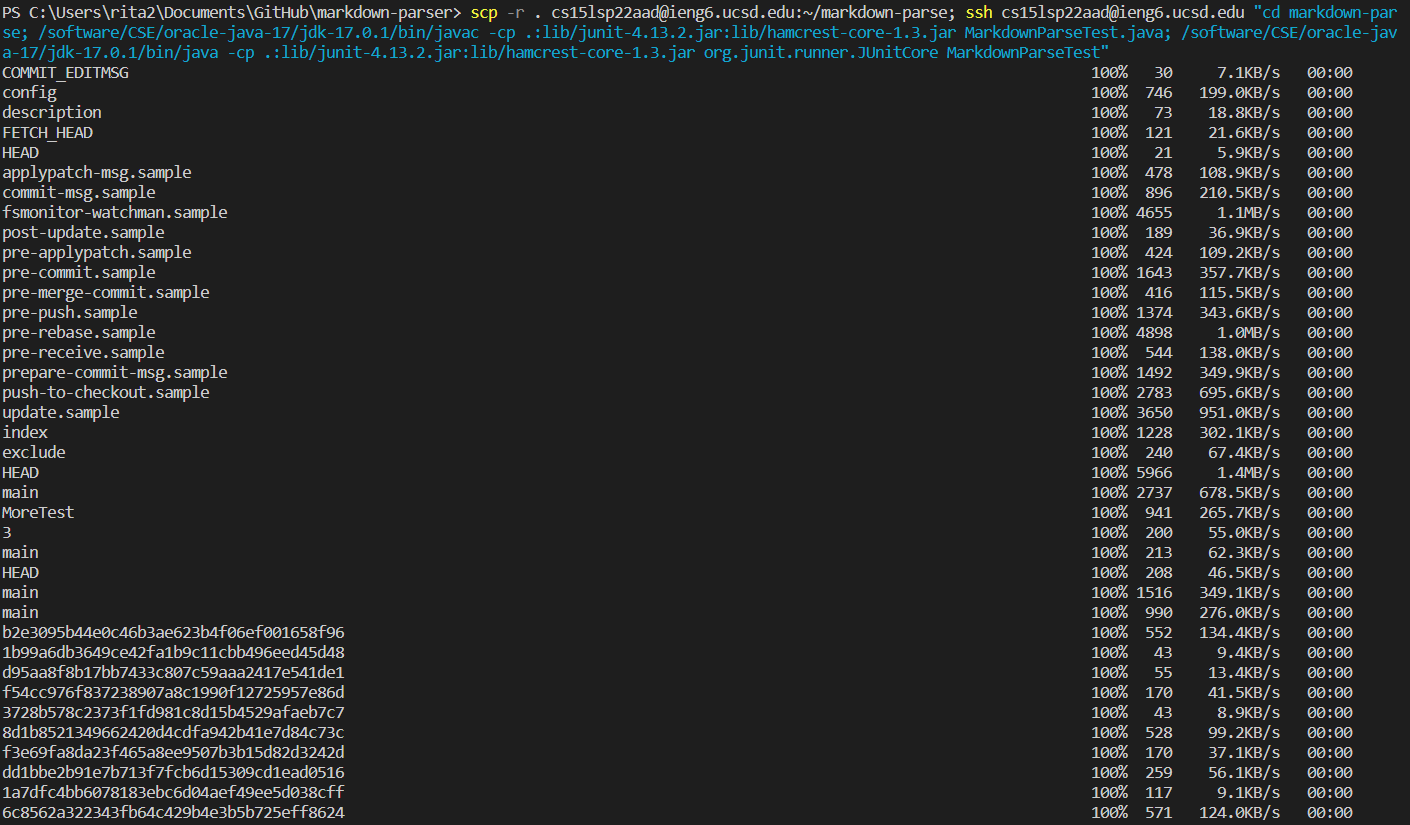 PS C:\Users\rita2\Documents\GitHub\markdown-parser> scp -r . cs15lsp22aad@ieng6.ucsd.edu:~/markdown-parse; ssh cs15lsp22aad@ieng6.ucsd.edu "cd markdown-par
se; /software/CSE/oracle-java-17/jdk-17.0.1/bin/javac -cp .:lib/junit-4.13.2.jar:lib/hamcrest-core-1.3.jar MarkdownParseTest.java; /software/CSE/oracle-jav
a-17/jdk-17.0.1/bin/java -cp .:lib/junit-4.13.2.jar:lib/hamcrest-core-1.3.jar org.junit.runner.JUnitCore MarkdownParseTest"
COMMIT_EDITMSG 100% 30 7.1KB/s 00:00
config 100% 746 199.0KB/s 00:00
description 100% 73 18.8KB/s 00:00
FETCH_HEAD 100% 121 21.6KB/s 00:00
HEAD 100% 21 5.9KB/s 00:00
applypatch-msg.sample 100% 478 108.9KB/s 00:00
commit-msg.sample 100% 896 210.5KB/s 00:00
fsmonitor-watchman.sample 100% 4655 1.1MB/s 00:00
post-update.sample 100% 189 36.9KB/s 00:00
pre-applypatch.sample 100% 424 109.2KB/s 00:00
pre-commit.sample 100% 1643 357.7KB/s 00:00
pre-merge-commit.sample 100% 416 115.5KB/s 00:00
pre-push.sample 100% 1374 343.6KB/s 00:00
pre-rebase.sample 100% 4898 1.0MB/s 00:00
pre-receive.sample 100% 544 138.0KB/s 00:00
prepare-commit-msg.sample 100% 1492 349.9KB/s 00:00
push-to-checkout.sample 100% 2783 695.6KB/s 00:00
update.sample 100% 3650 951.0KB/s 00:00
index 100% 1228 302.1KB/s 00:00
exclude 100% 240 67.4KB/s 00:00
HEAD 100% 5966 1.4MB/s 00:00
main 100% 2737 678.5KB/s 00:00
MoreTest 100% 941 265.7KB/s 00:00
3 100% 200 55.0KB/s 00:00
main 100% 213 62.3KB/s 00:00
HEAD 100% 208 46.5KB/s 00:00
main 100% 1516 349.1KB/s 00:00
main 100% 990 276.0KB/s 00:00
b2e3095b44e0c46b3ae623b4f06ef001658f96 100% 552 134.4KB/s 00:00
1b99a6db3649ce42fa1b9c11cbb496eed45d48 100% 43 9.4KB/s 00:00
d95aa8f8b17bb7433c807c59aaa2417e541de1 100% 55 13.4KB/s 00:00
f54cc976f837238907a8c1990f12725957e86d 100% 170 41.5KB/s 00:00
3728b578c2373f1fd981c8d15b4529afaeb7c7 100% 43 8.9KB/s 00:00
8d1b8521349662420d4cdfa942b41e7d84c73c 100% 528 99.2KB/s 00:00
f3e69fa8da23f465a8ee9507b3b15d82d3242d 100% 170 37.1KB/s 00:00
dd1bbe2b91e7b713f7fcb6d15309cd1ead0516 100% 259 56.1KB/s 00:00
1a7dfc4bb6078183ebc6d04aef49ee5d038cff 100% 117 9.1KB/s 00:00
6c8562a322343fb64c429b4e3b5b725eff8624 100% 571 124.0KB/s 00:00